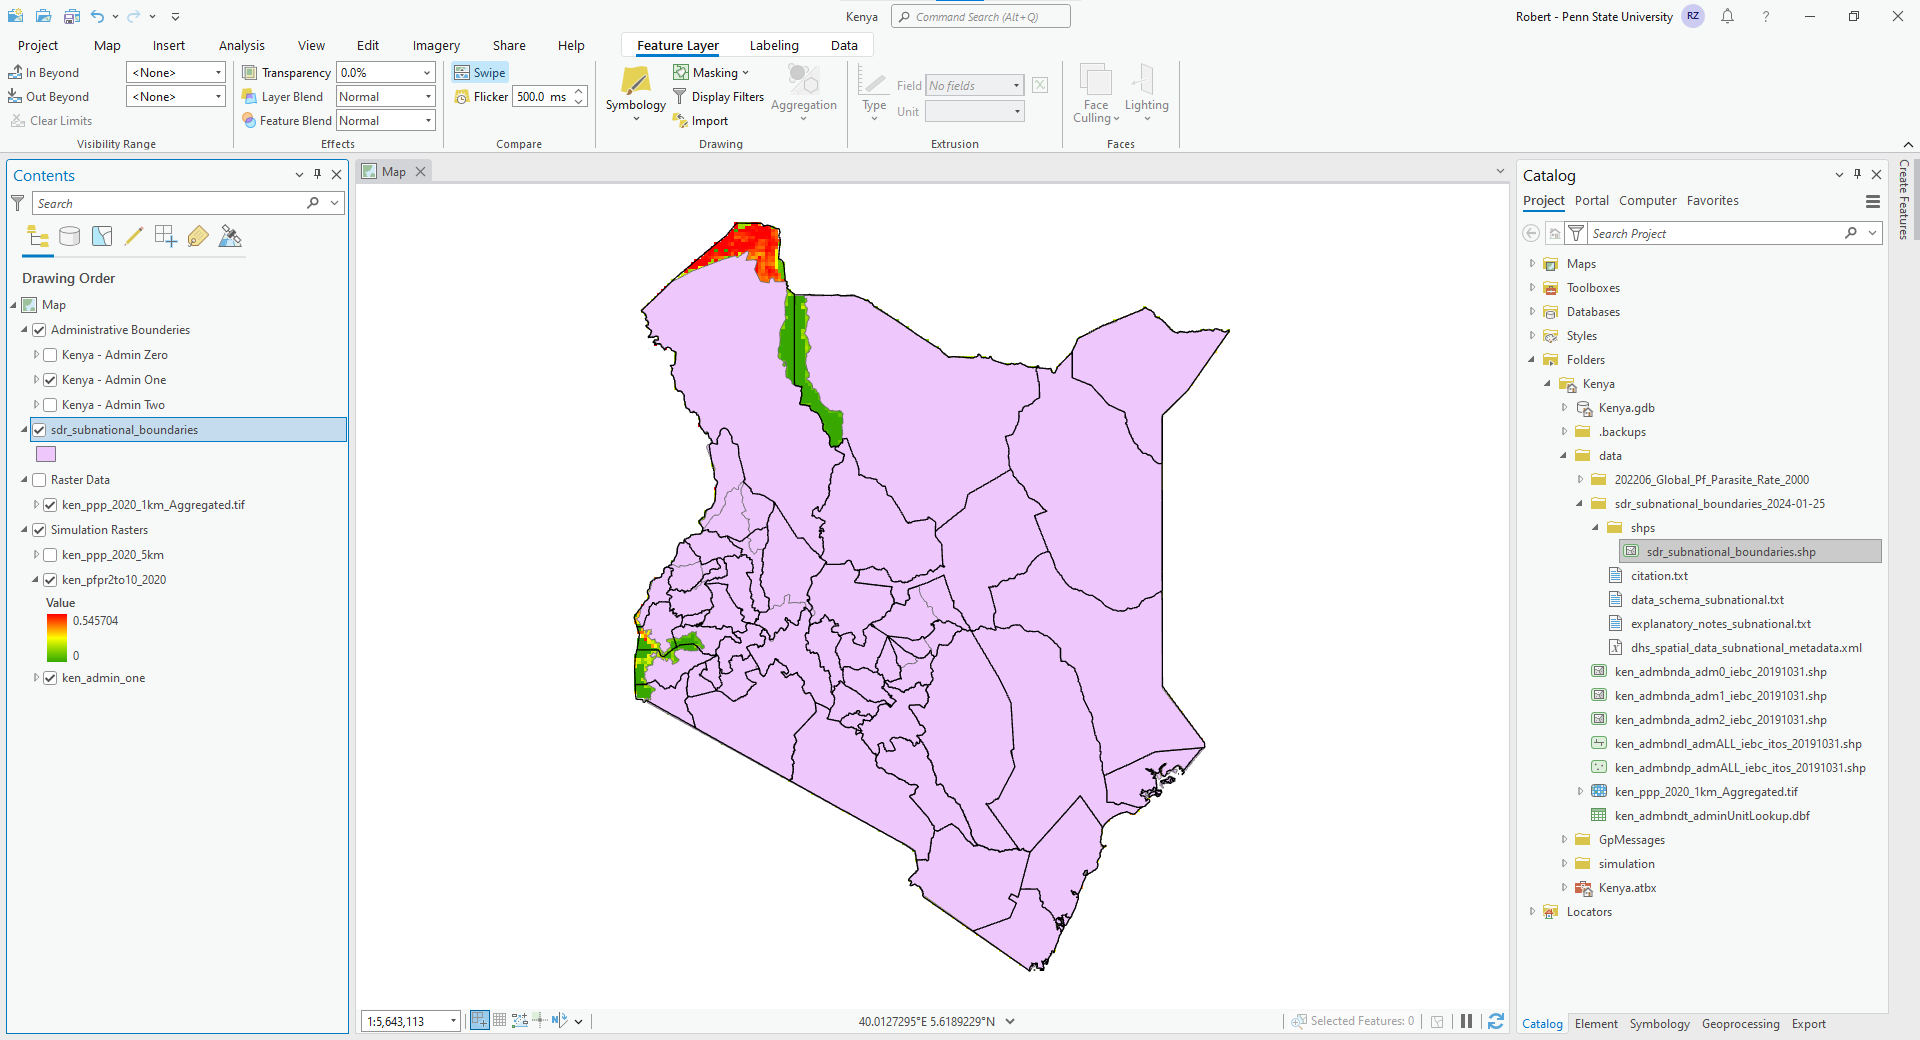 Kenya
Command Search (Alt+Q)
Robert - Penn State University
RZ
?
Project
Map
Insert
Analysis
View
Edit
Imagery
Share
Help
Feature Layer
Labeling
Data
In Beyond
<None>
Out Beyond
<None>
Clear Limits
Visibility Range
Transparency
0.0%
Layer Blend
Normal
Feature Blend
Normal
Effects
Swipe
Flicker
500.0 ms
Compare
Symbology
Masking
Display Filters
Import
Aggregation
Drawing
Type
Field
No fields
Unit
Extrusion
Face
Culling
Lighting
Faces
Contents
Search
Drawing Order
Map
Administrative Bounderies
Kenya - Admin Zero
Kenya - Admin One
Kenya - Admin Two
sdr_subnational_boundaries
Raster Data
ken_ppp_2020_1km_Aggregated.tif
Simulation Rasters
ken_ppp_2020_5km
ken_pfpr2to10_2020
Value
0.545704
0
ken_admin_one
Map
1:5,643,113
N
40.0127295°E 5.6189229°N
Selected Features: 0
Catalog
Project
Portal
Computer
Favorites
Search Project
Maps
Toolboxes
Databases
Styles
Folders
Kenya
Kenya.gdb
.backups
data
202206_Global_Pf_Parasite_Rate_2000
sdr_subnational_boundaries_2024-01-25
shps
sdr_subnational_boundaries.shp
citation.txt
data_schema_subnational.txt
explanatory_notes_subnational.txt
dhs_spatial_data_subnational_metadata.xml
ken_admbnda_adm0_iebc_20191031.shp
ken_admbnda_adm1_iebc_20191031.shp
ken_admbnda_adm2_iebc_20191031.shp
ken_admbndl_admALL_iebc_itos_20191031.shp
ken_admbndp_admALL_iebc_itos_20191031.shp
ken_ppp_2020_1km_Aggregated.tif
ken_admbndt_adminUnitLookup.dbf
GpMessages
simulation
Kenya.atbx
Locators
Catalog
Element
Symbology
Geoprocessing
Export
Create Features